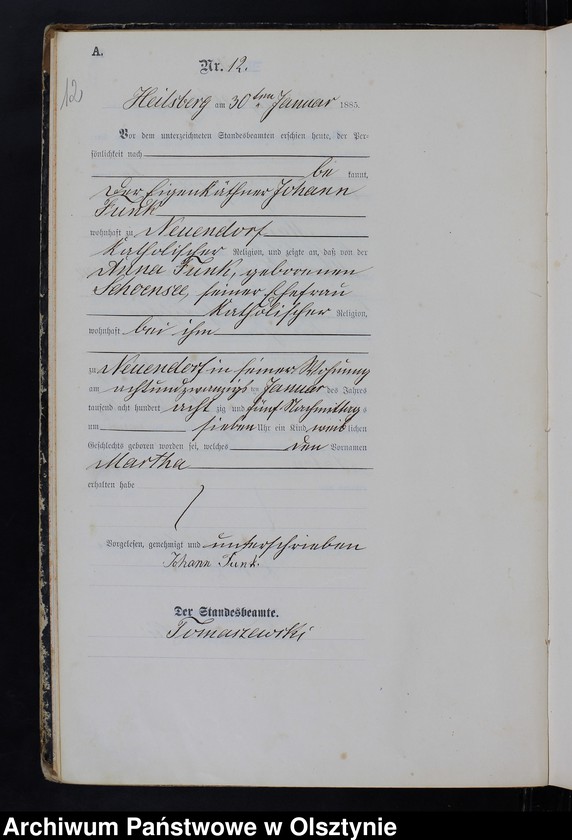 A.
Nr. 12.
12
Heilsberg am 30ten Januar 1885.
Vor dem unterzeichneten Standesbeamten erschien heute, der Per-
sönlichkeit nach
be kannt,
Der Eigenkäthner Johann
Funk
wohnhaft zu Neuendorf
katholischer Religion, und zeigte an, daß von der
Anna Funk, geborenen
Schoensee, seiner Ehefrau
katholischer Religion,
wohnhaft bei ihm
zu Neuendorf in seiner Wohnung
am achtundzwanzigsten Januar des Jahres
tausend acht hundert acht zig und fünf Nachmittags
um sieben Uhr ein Kind weiblichen
Geschlechts geboren worden sei, welches den Vornamen
Martha
erhalten habe
Vorgelesen, genehmigt und unterschrieben
Johann Funk.
Der Standesbeamte.
Tomaszewski
Archiwum Państwowe w Olsztynie